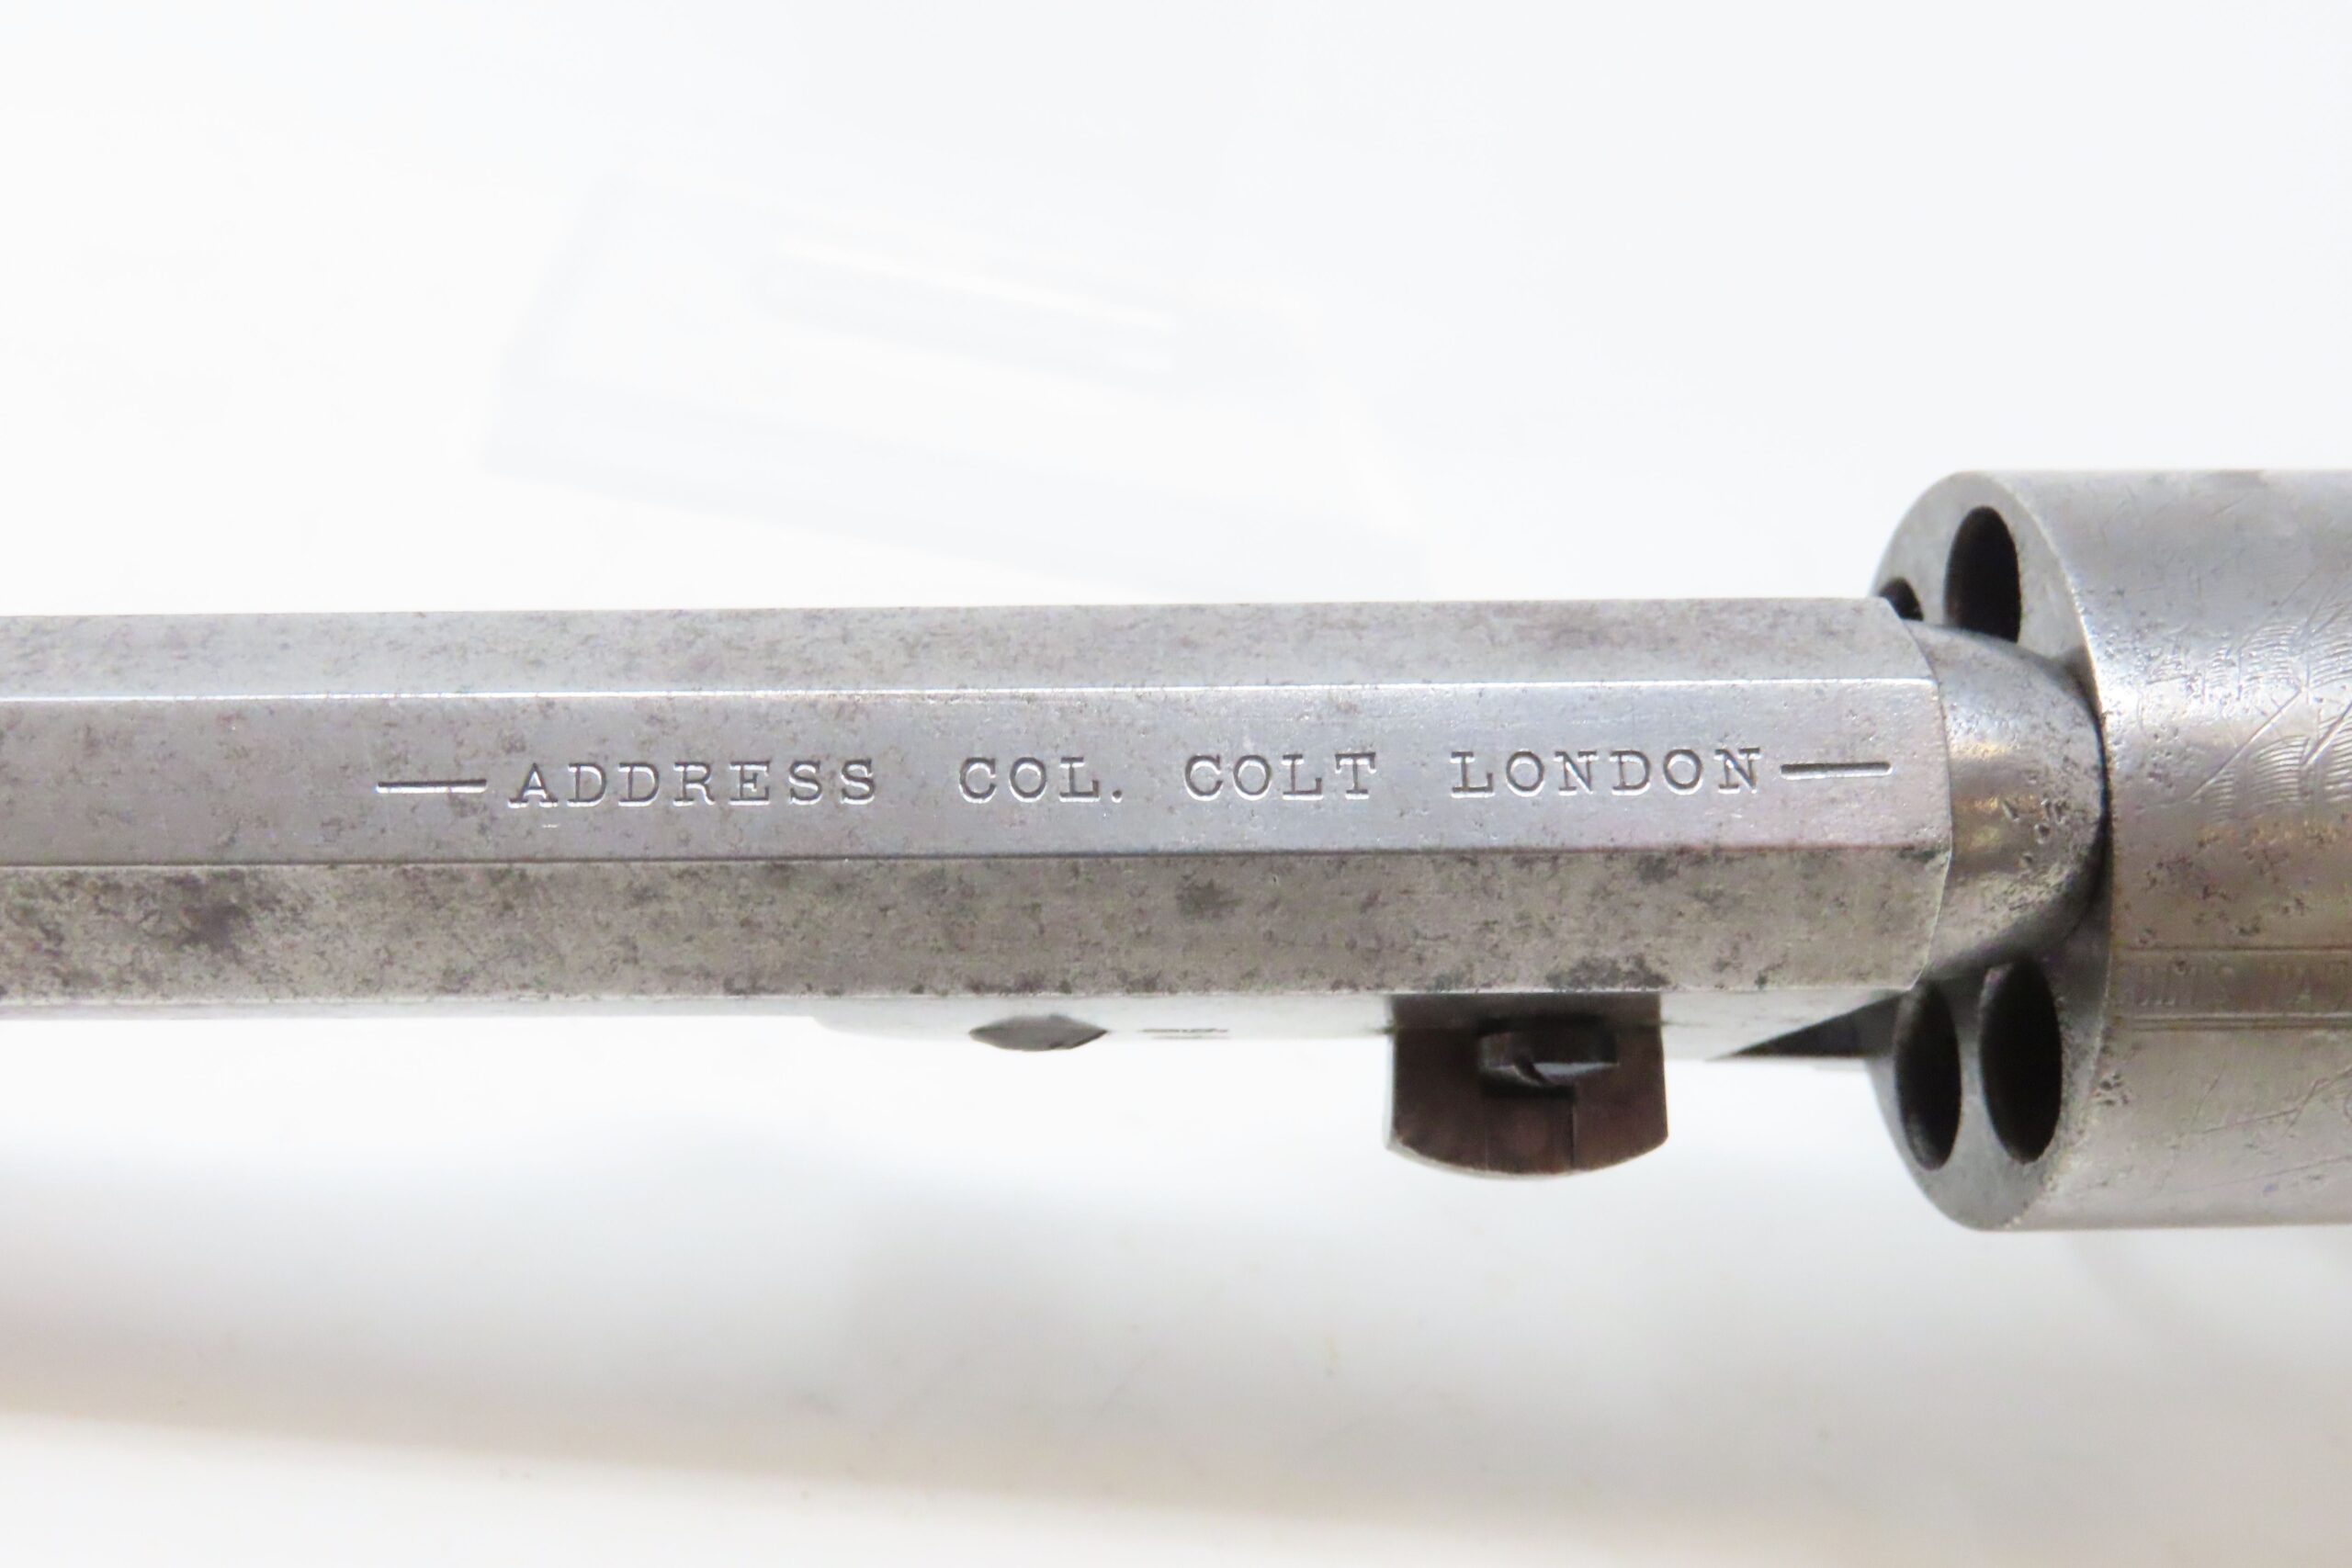 —ADDRESS COL. COLT LONDON—